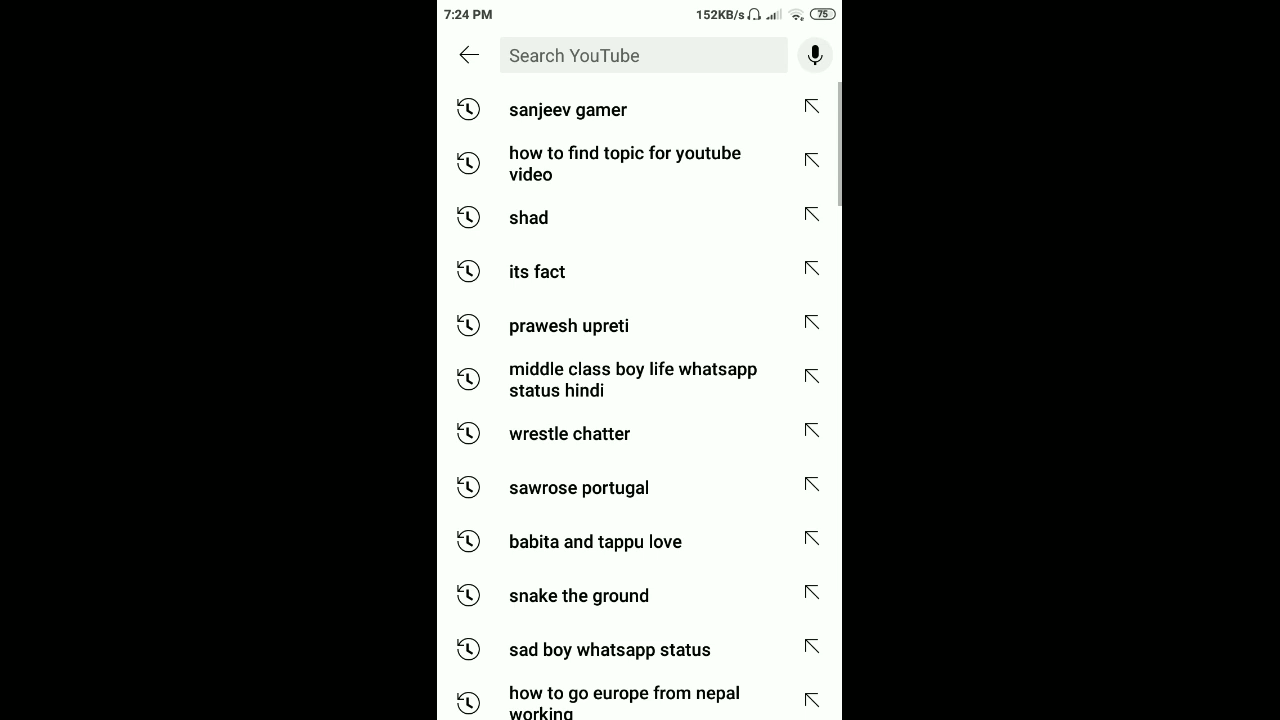 7:24 PM 152KB/s 75
Search YouTube
sanjeev gamer
how to find topic for youtube
video
shad
its fact
prawesh upreti
middle class boy life whatsapp
status hindi
wrestle chatter
sawrose portugal
babita and tappu love
snake the ground
sad boy whatsapp status
how to go europe from nepal
working